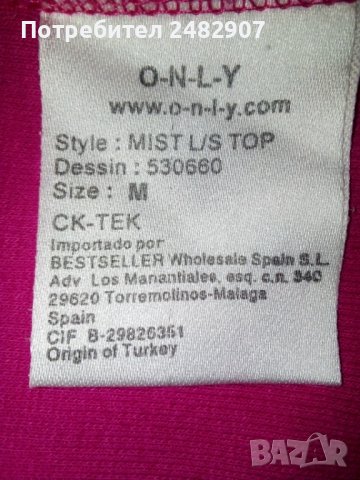 Потребител 2482907
O-N-L-Y
www.o-n-l-y.com
Style : MIST L/S TOP
Dessin : 530660
Size : M
CK-TEK
Importado por
BESTSELLER Wholesale Spain S.L.
Adv Los Manantiales, esq. c.n. 340
29620 Torremolinos-Malaga
Spain
CIF B-29826351
Origin of Turkey
BAZAR